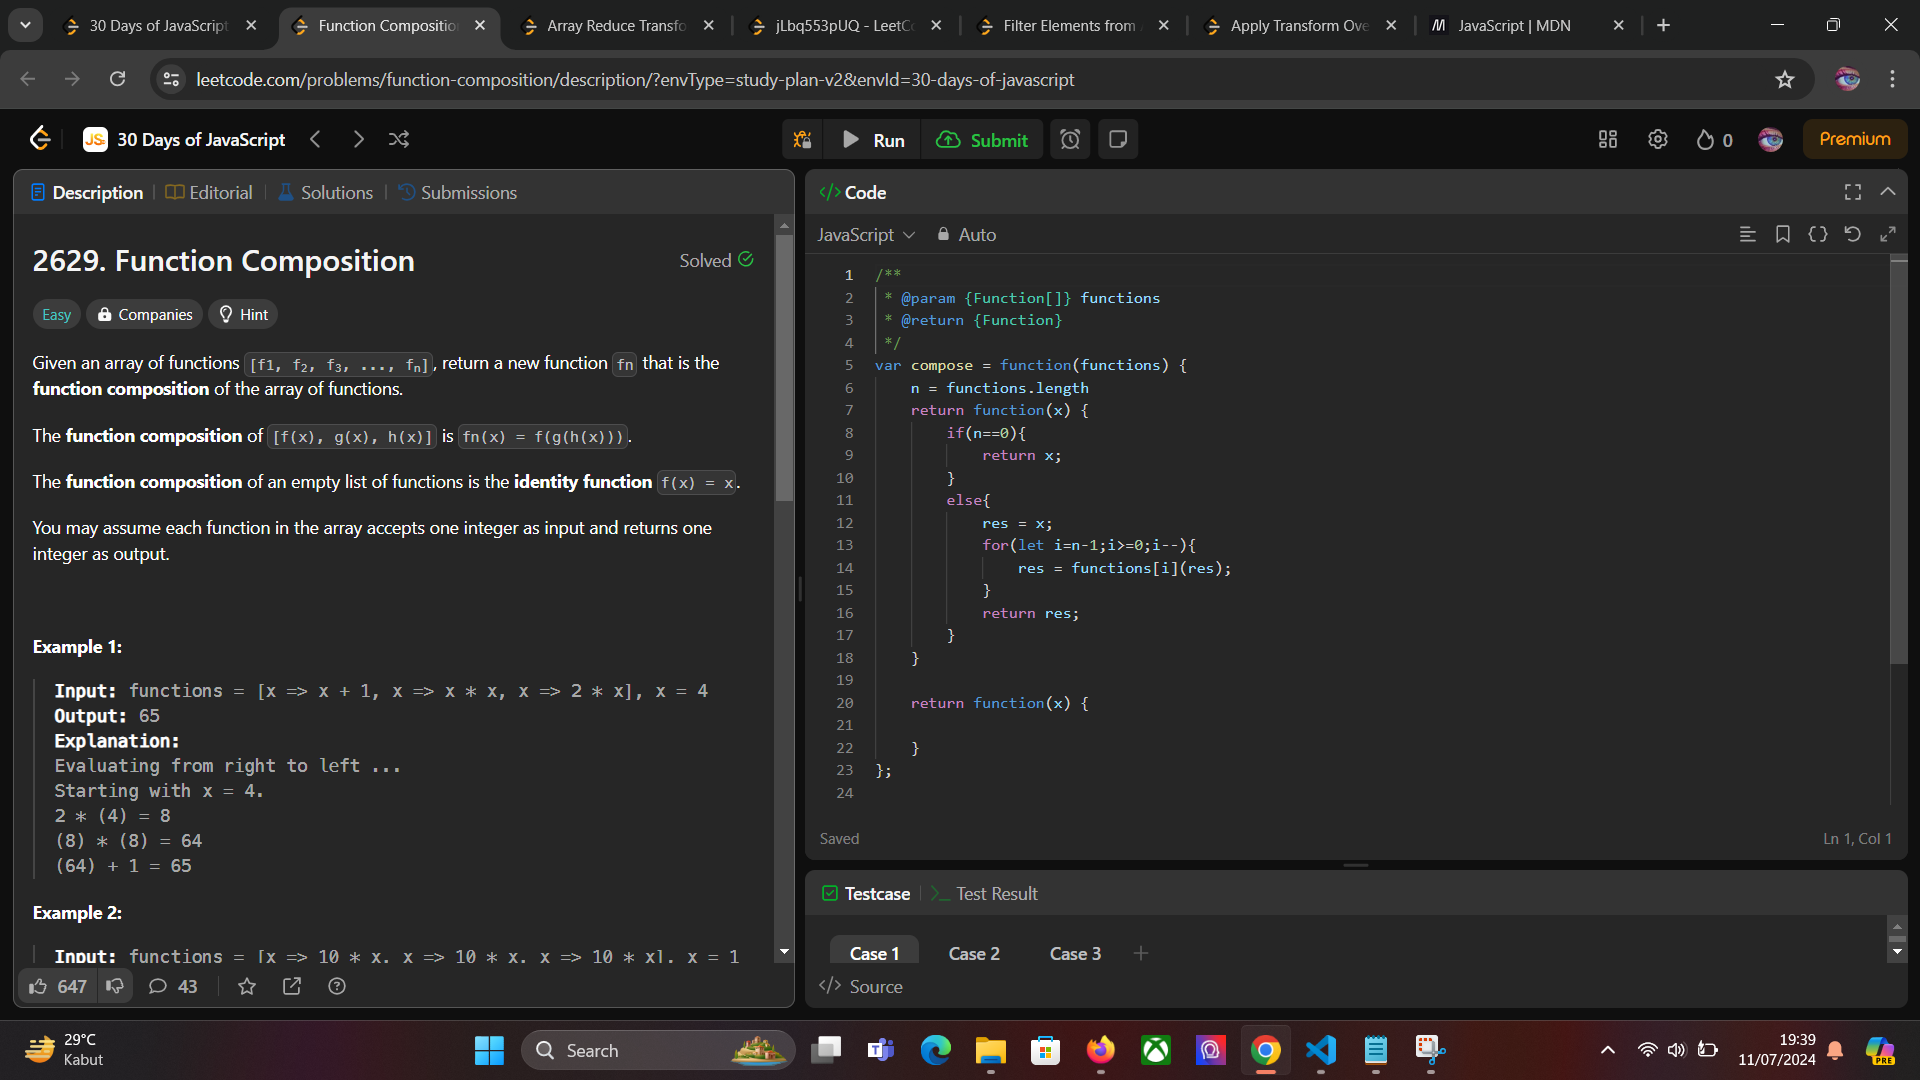 30 Days of JavaScript
Function Compositio
Array Reduce Transfo
jLbq553pUQ - LeetCo
Filter Elements from A
Apply Transform Ove
JavaScript | MDN
leetcode.com/problems/function-composition/description/?envType=study-plan-v2&envId=30-days-of-javascript
JS
30 Days of JavaScript
Run
Submit
0
Premium
Description
Editorial
Solutions
Submissions
2629. Function Composition
Solved
Easy
Companies
Hint
Given an array of functions [f1, f2, f3, ..., fn], return a new function fn that is the
function composition of the array of functions.
The function composition of [f(x), g(x), h(x)] is fn(x) = f(g(h(x))).
The function composition of an empty list of functions is the identity function f(x) = x.
You may assume each function in the array accepts one integer as input and returns one
integer as output.
Example 1:
Input: functions = [x => x + 1, x => x * x, x => 2 * x], x = 4
Output: 65
Explanation:
Evaluating from right to left ...
Starting with x = 4.
2 * (4) = 8
(8) * (8) = 64
(64) + 1 = 65
Example 2:
Input: functions = [x => 10 * x, x => 10 * x, x => 10 * x], x = 1
647
43
Code
JavaScript
Auto
1 /**
2 * @param {Function[]} functions
3 * @return {Function}
4 */
5 var compose = function(functions) {
6 n = functions.length
7 return function(x) {
8 if(n==0){
9 return x;
10 }
11 else{
12 res = x;
13 for(let i=n-1;i>=0;i--){
14 res = functions[i](res);
15 }
16 return res;
17 }
18 }
19
20 return function(x) {
21
22 }
23 };
24
Saved
Ln 1, Col 1
Testcase
Test Result
Case 1
Case 2
Case 3
Source
29°C
Kabut
Search
PRE
19:39
11/07/2024